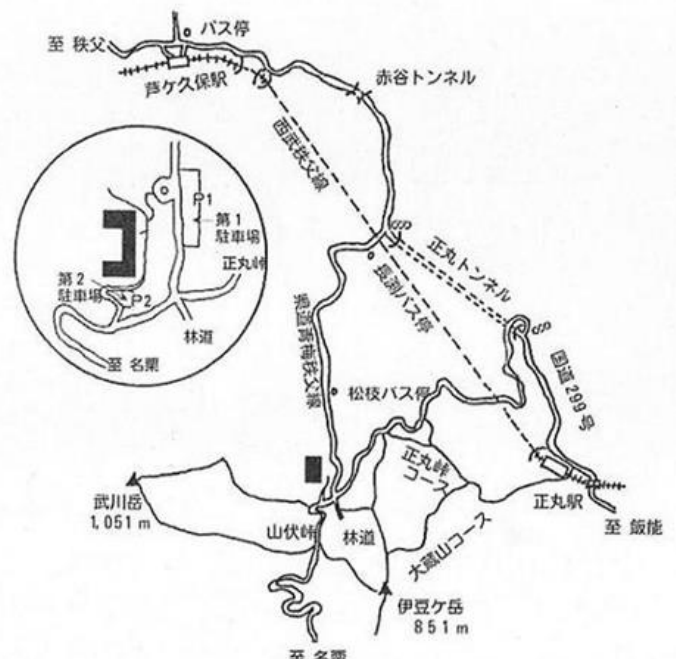 バス停
至 秩父
芦ケ久保駅
赤谷トンネル
西武秩父線
P1
第1
駐車場
正丸峠
第2
駐車場
P2
林道
至 名栗
正丸トンネル
長渕バス停
県道青梅秩父線
国道299号
松枝バス停
正丸峠
コース
武川岳
1,051m
正丸駅
至 飯能
山伏峠
林道
大蔵山コース
伊豆ケ岳
851m
至 名栗